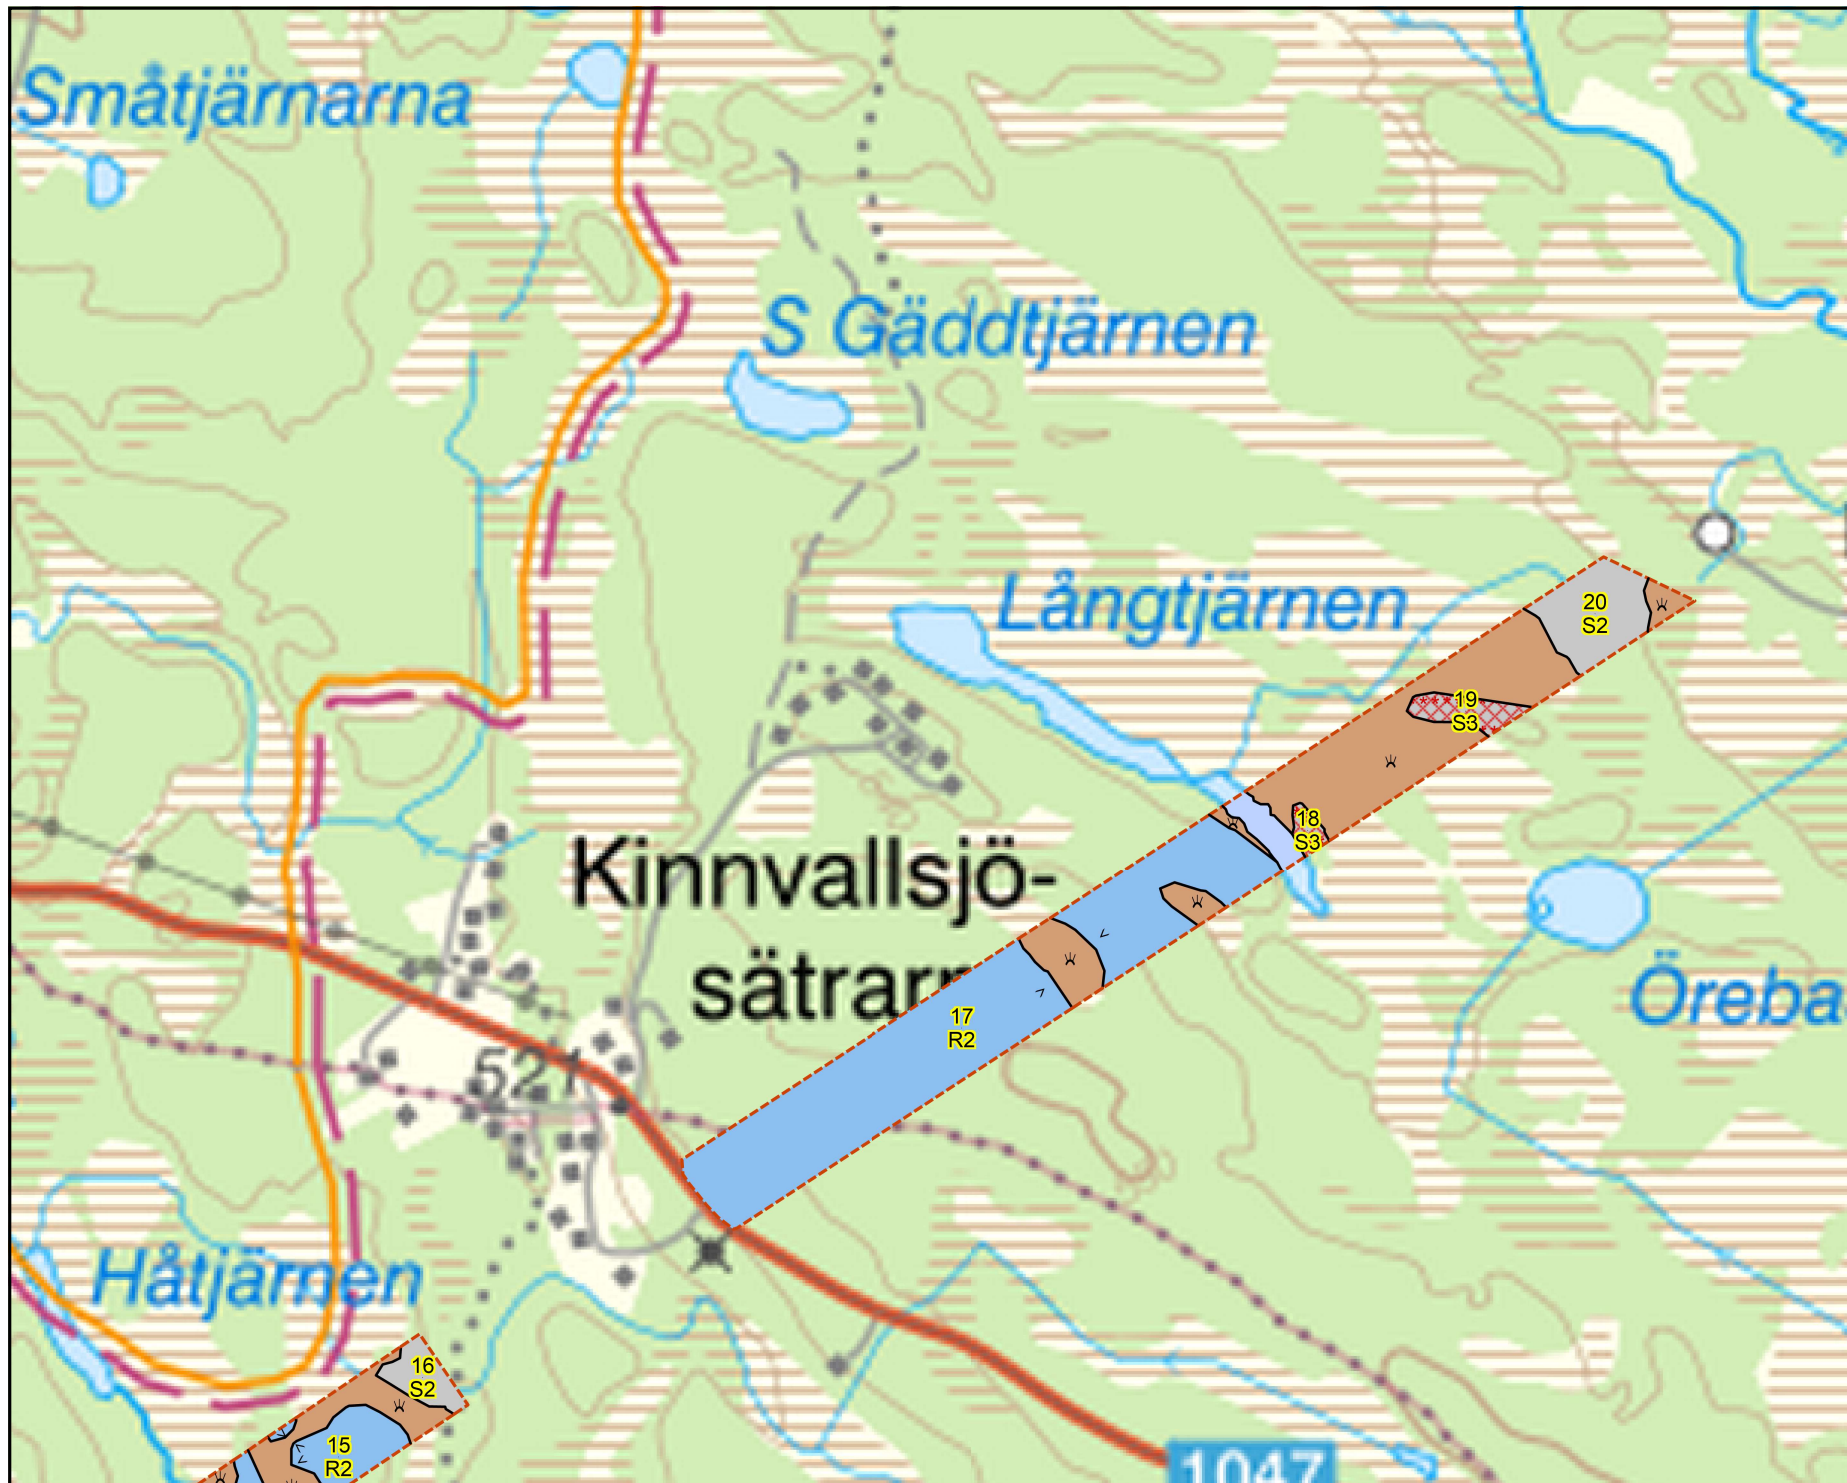 Småtjärnarna
S Gäddtjärnen
Långtjärnen
20
S2
19
S3
18
S3
Kinnvallsjö-
sätrarn
17
R2
Öreba
521
Håtjärnen
16
S2
15
R2
1047